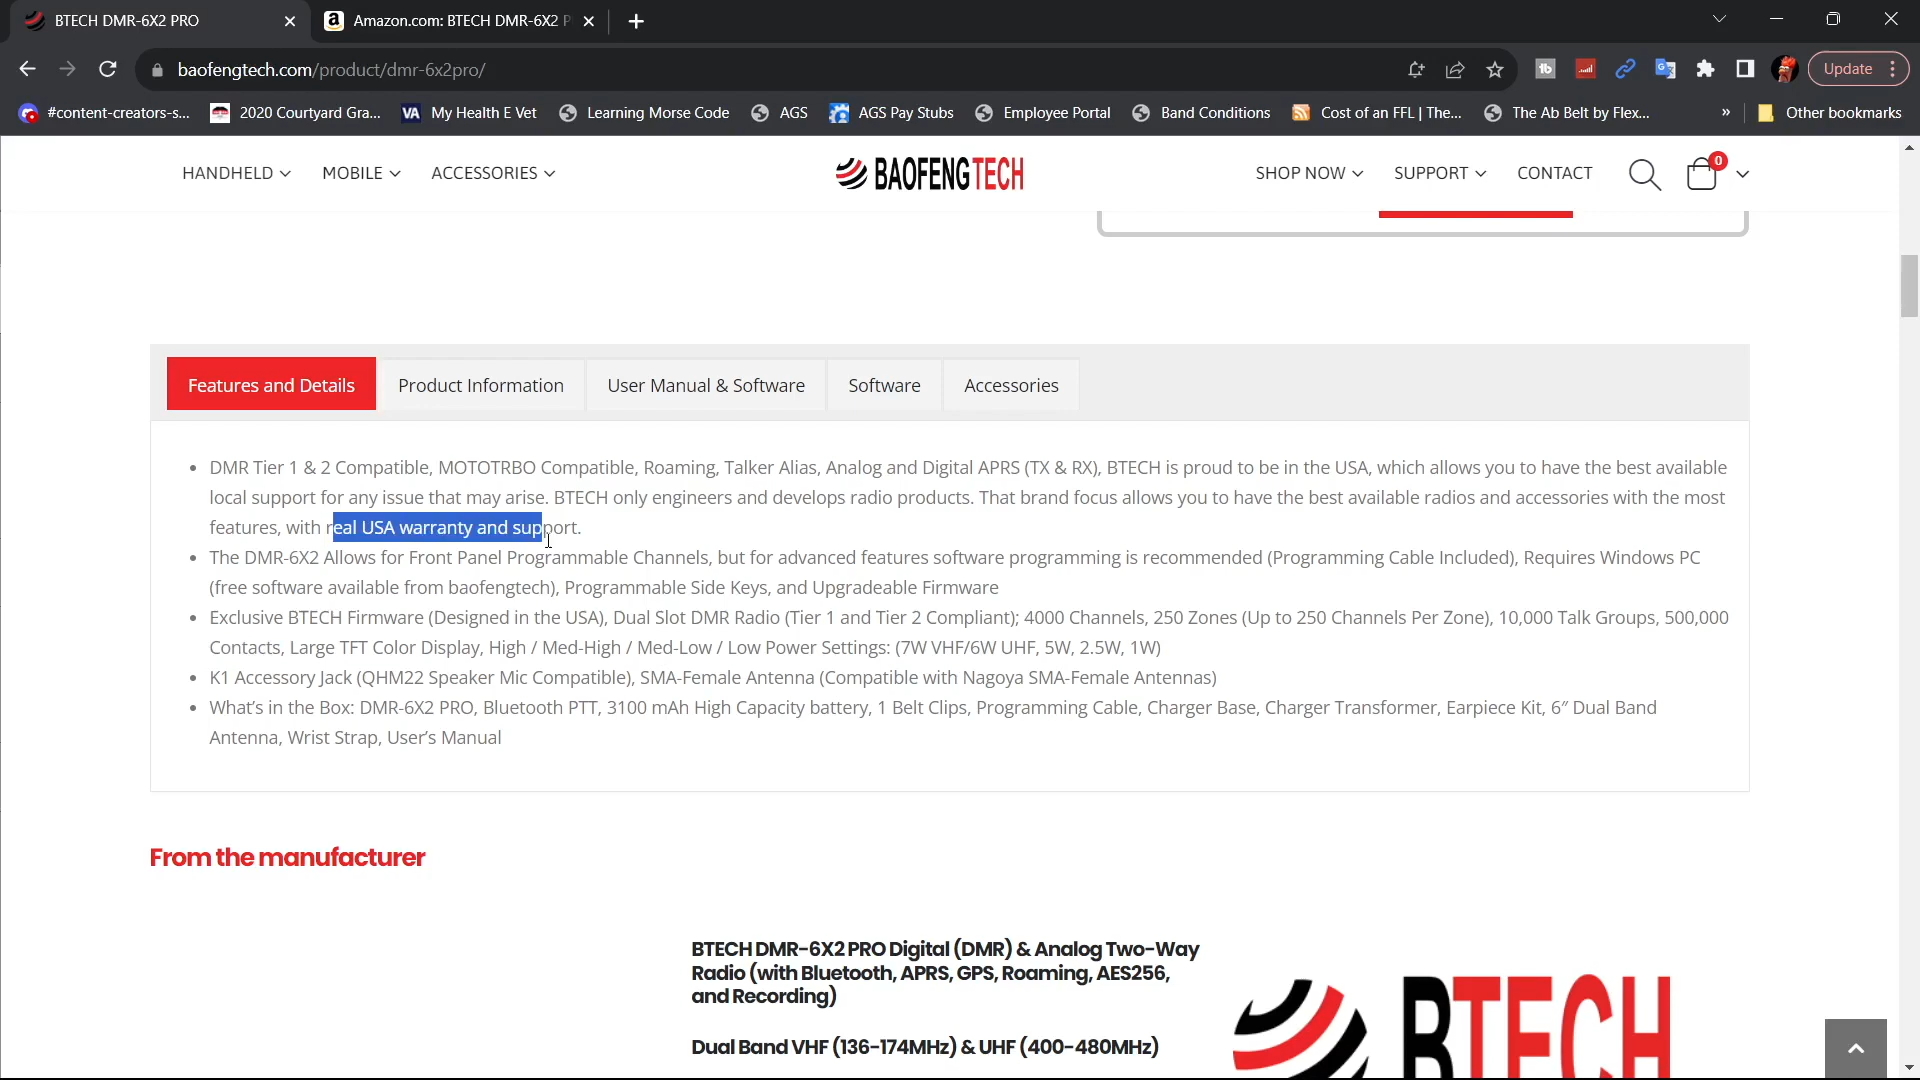 BTECH DMR-6X2 PRO
Amazon.com: BTECH DMR-6X2 P
baofengtech.com/product/dmr-6x2pro/
Update
#content-creators-s...
2020 Courtyard Gra...
VA My Health E Vet
Learning Morse Code
AGS
AGS Pay Stubs
Employee Portal
Band Conditions
Cost of an FFL | The...
The Ab Belt by Flex...
»
Other bookmarks
HANDHELD
MOBILE
ACCESSORIES
BAOFENGTECH
SHOP NOW
SUPPORT
CONTACT
0
Features and Details
Product Information
User Manual & Software
Software
Accessories
• DMR Tier 1 & 2 Compatible, MOTOTRBO Compatible, Roaming, Talker Alias, Analog and Digital APRS (TX & RX), BTECH is proud to be in the USA, which allows you to have the best available
local support for any issue that may arise. BTECH only engineers and develops radio products. That brand focus allows you to have the best available radios and accessories with the most
features, with real USA warranty and support.
• The DMR-6X2 Allows for Front Panel Programmable Channels, but for advanced features software programming is recommended (Programming Cable Included), Requires Windows PC
(free software available from baofengtech), Programmable Side Keys, and Upgradeable Firmware
• Exclusive BTECH Firmware (Designed in the USA), Dual Slot DMR Radio (Tier 1 and Tier 2 Compliant); 4000 Channels, 250 Zones (Up to 250 Channels Per Zone), 10,000 Talk Groups, 500,000
Contacts, Large TFT Color Display, High / Med-High / Med-Low / Low Power Settings: (7W VHF/6W UHF, 5W, 2.5W, 1W)
• K1 Accessory Jack (QHM22 Speaker Mic Compatible), SMA-Female Antenna (Compatible with Nagoya SMA-Female Antennas)
• What's in the Box: DMR-6X2 PRO, Bluetooth PTT, 3100 mAh High Capacity battery, 1 Belt Clips, Programming Cable, Charger Base, Charger Transformer, Earpiece Kit, 6″ Dual Band
Antenna, Wrist Strap, User's Manual
From the manufacturer
BTECH DMR-6X2 PRO Digital (DMR) & Analog Two-Way
Radio (with Bluetooth, APRS, GPS, Roaming, AES256,
and Recording)
Dual Band VHF (136-174MHz) & UHF (400-480MHz)
BTECH